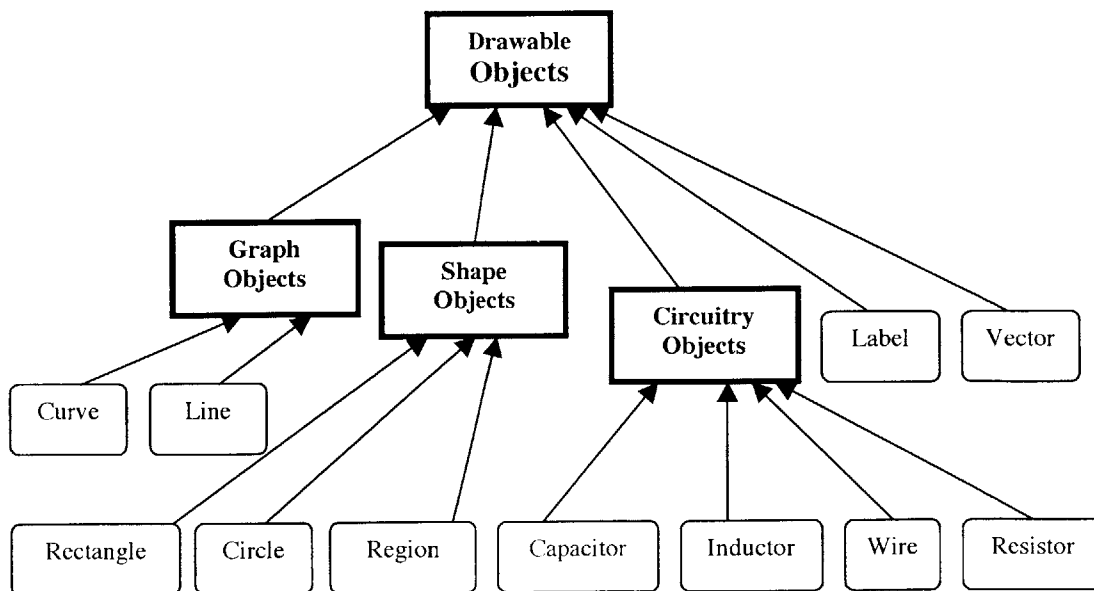 Drawable
Objects
Graph
Objects
Shape
Objects
Circuitry
Objects
Label
Vector
Curve
Line
Rectangle
Circle
Region
Capacitor
Inductor
Wire
Resistor